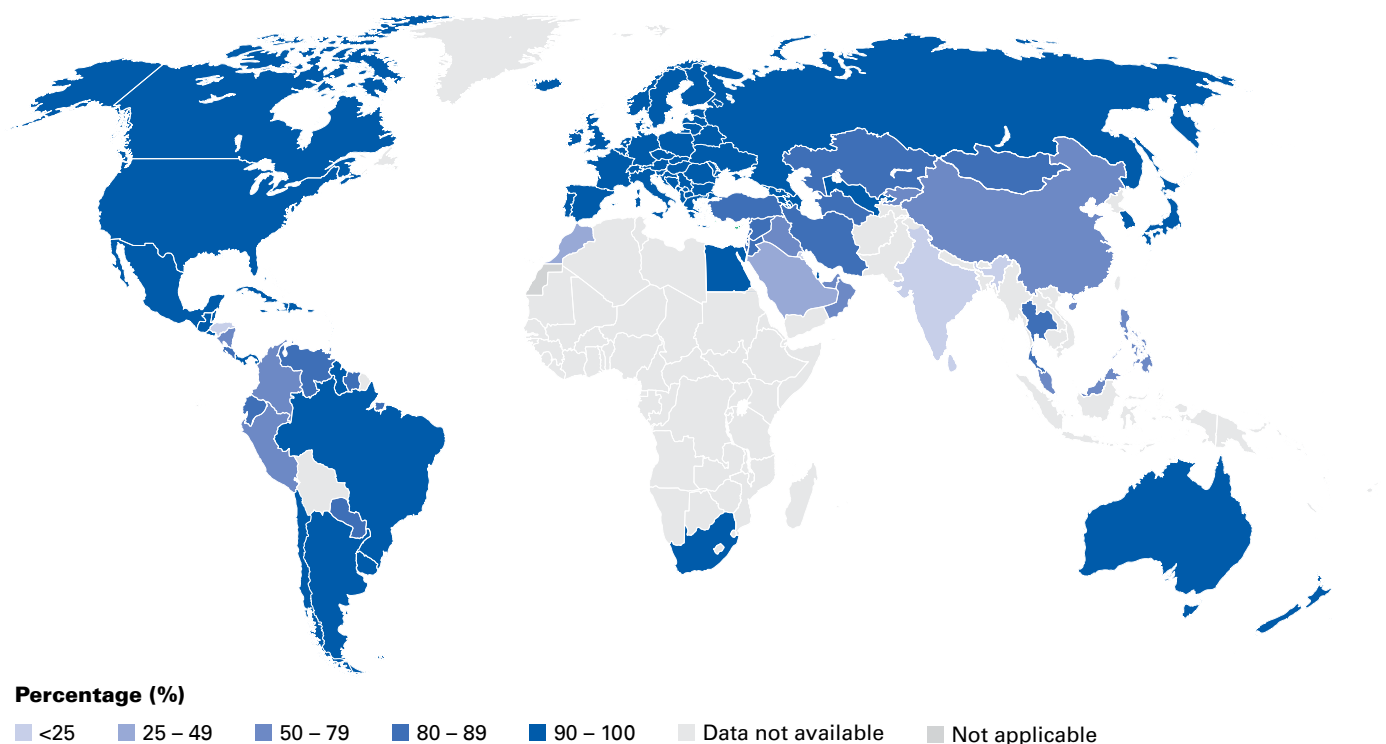 Percentage (%)
<25 25 – 49 50 – 79 80 – 89 90 – 100 Data not available Not applicable